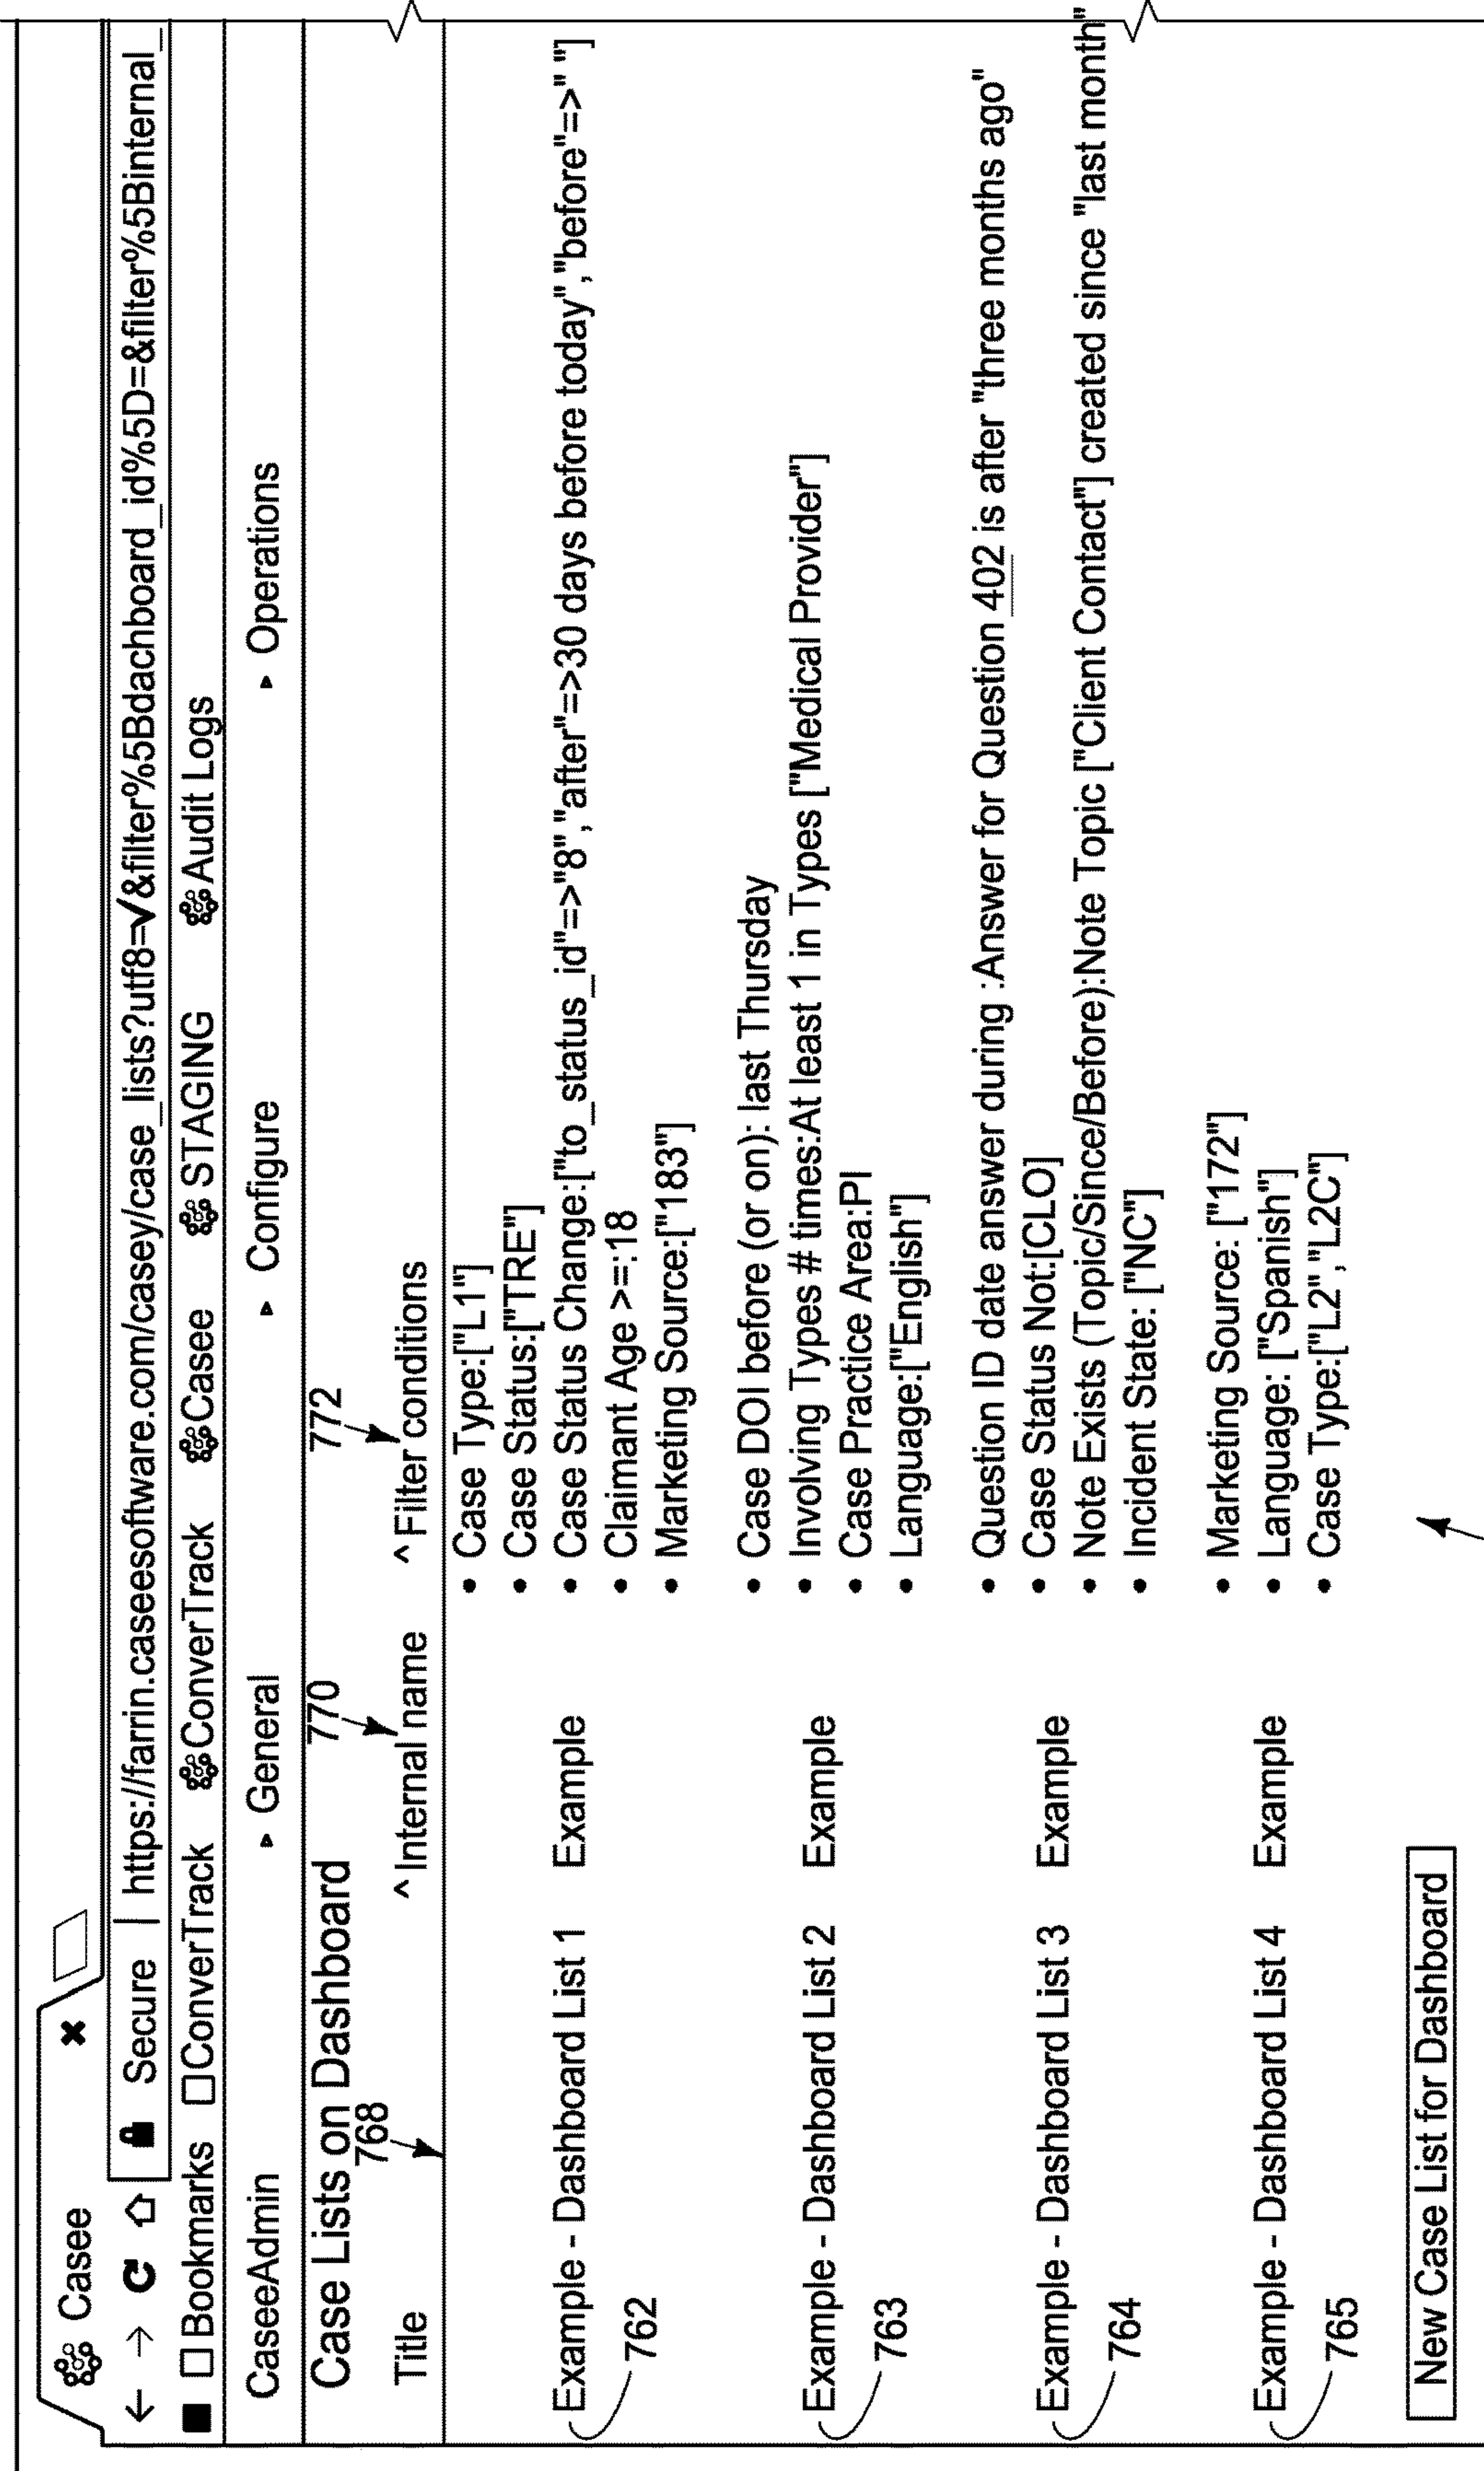 Casee ×
Secure | https://farrin.caseesoftware.com/casey/case_lists?utf8=✓&filter%5Bdachboard_id%5D=&filter%5Binternal_
Bookmarks ConverTrack ConverTrack Casee STAGING Audit Logs
CaseeAdmin General Configure Operations
Case Lists on Dashboard
768 770 772
Title ^ Internal name ^ Filter conditions
Example - Dashboard List 1 Example
762
• Case Type:["L1"]
• Case Status:["TRE"]
• Case Status Change:["to_status_id"=>"8","after"=>30 days before today","before"=>" "]
• Claimant Age >=:18
• Marketing Source:["183"]
Example - Dashboard List 2 Example
763
• Case DOI before (or on): last Thursday
• Involving Types # times:At least 1 in Types ["Medical Provider"]
• Case Practice Area:PI
• Language:["English"]
Example - Dashboard List 3 Example
764
• Question ID date answer during :Answer for Question 402 is after "three months ago"
• Case Status Not:[CLO]
• Note Exists (Topic/Since/Before):Note Topic ["Client Contact"] created since "last month"
• Incident State: ["NC"]
Example - Dashboard List 4 Example
765
• Marketing Source: ["172"]
• Language: ["Spanish"]
• Case Type:["L2","L2C"]
New Case List for Dashboard